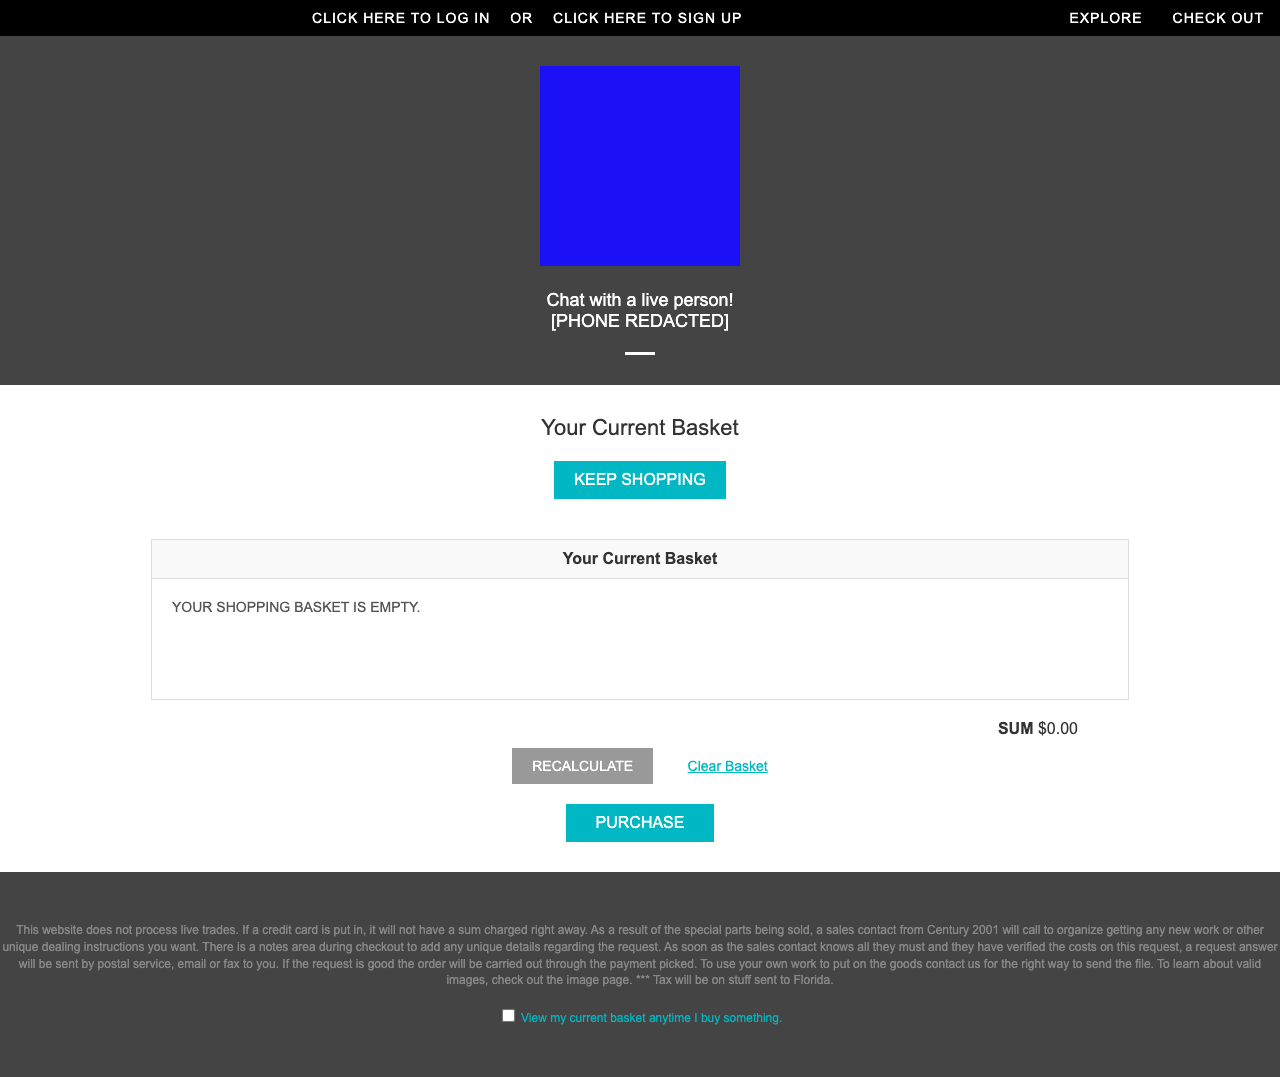 CLICK HERE TO LOG IN OR CLICK HERE TO SIGN UP EXPLORE CHECK OUT
Chat with a live person!
[PHONE REDACTED]
Your Current Basket
KEEP SHOPPING
Your Current Basket
YOUR SHOPPING BASKET IS EMPTY.
SUM $0.00
RECALCULATE Clear Basket
PURCHASE
This website does not process live trades. If a credit card is put in, it will not have a sum charged right away. As a result of the special parts being sold, a sales contact from Century 2001 will call to organize getting any new work or other
unique dealing instructions you want. There is a notes area during checkout to add any unique details regarding the request. As soon as the sales contact knows all they must and they have verified the costs on this request, a request answer
will be sent by postal service, email or fax to you. If the request is good the order will be carried out through the payment picked. To use your own work to put on the goods contact us for the right way to send the file. To learn about valid
images, check out the image page. *** Tax will be on stuff sent to Florida.
View my current basket anytime I buy something.